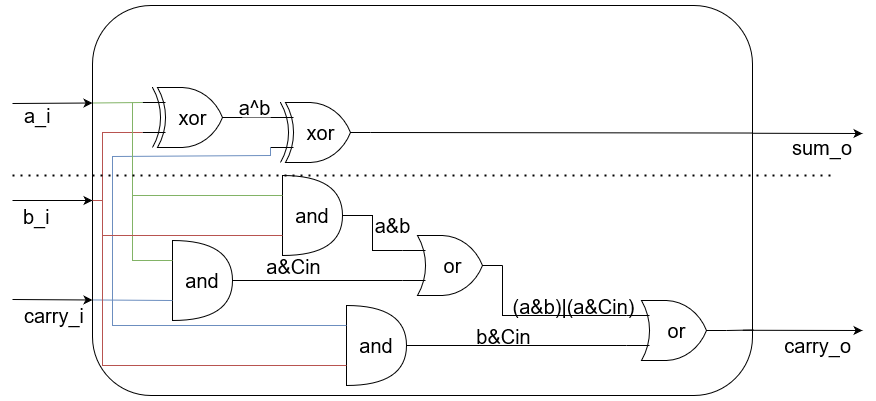 a^b
xor
a_i
xor
sum_o
and
b_i
a&b
a&Cin
or
and
(a&b)|(a&Cin)
carry_i
or
b&Cin
and
carry_o